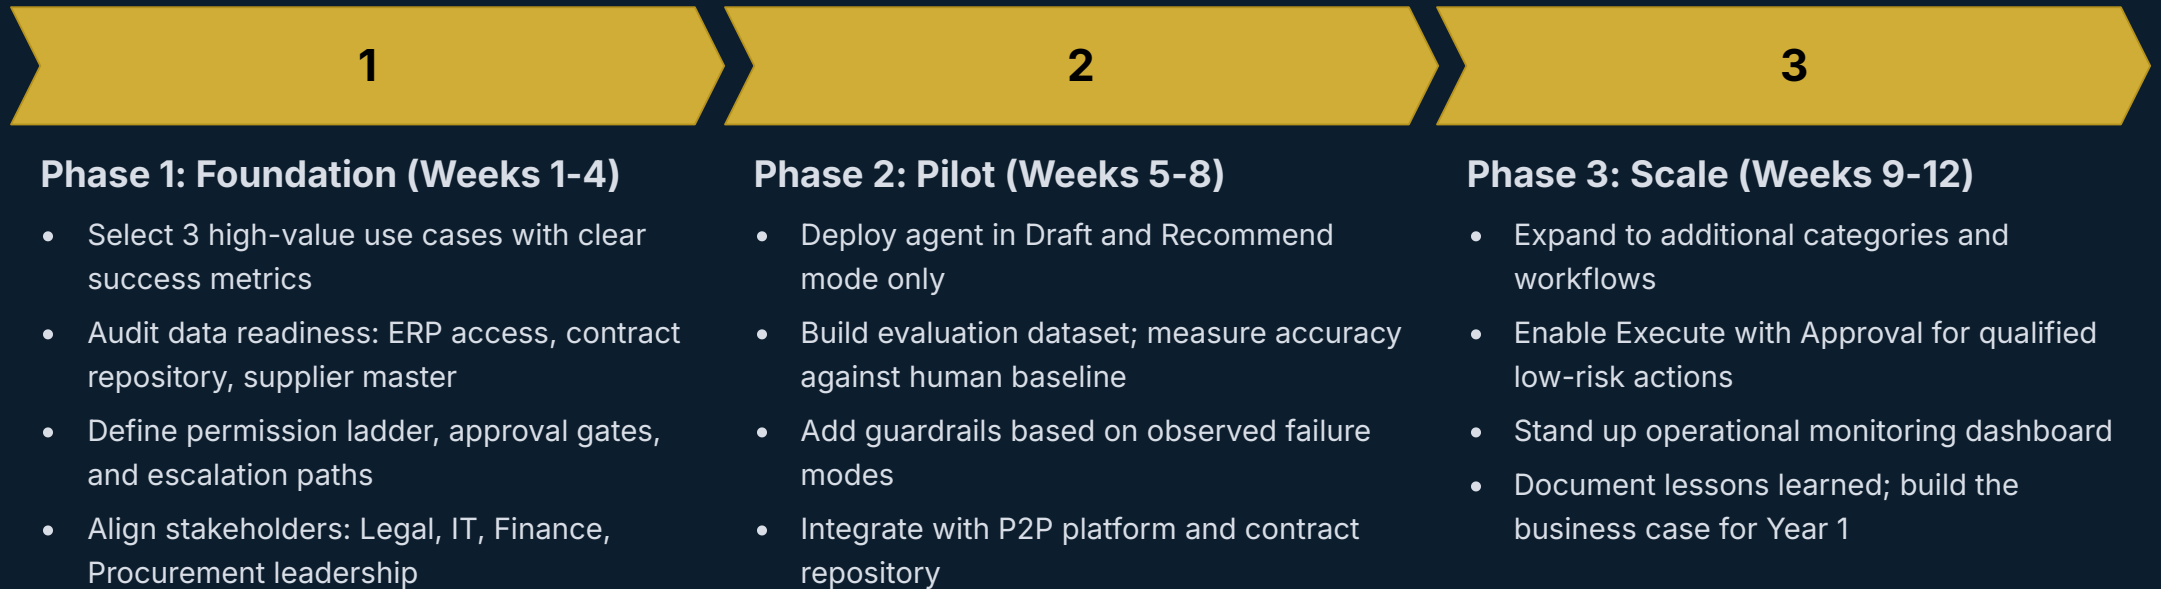 1
2
3
Phase 1: Foundation (Weeks 1-4)
• Select 3 high-value use cases with clear
success metrics
• Audit data readiness: ERP access, contract
repository, supplier master
• Define permission ladder, approval gates,
and escalation paths
• Align stakeholders: Legal, IT, Finance,
Procurement leadership
Phase 2: Pilot (Weeks 5-8)
• Deploy agent in Draft and Recommend
mode only
• Build evaluation dataset; measure accuracy
against human baseline
• Add guardrails based on observed failure
modes
• Integrate with P2P platform and contract
repository
Phase 3: Scale (Weeks 9-12)
• Expand to additional categories and
workflows
• Enable Execute with Approval for qualified
low-risk actions
• Stand up operational monitoring dashboard
• Document lessons learned; build the
business case for Year 1